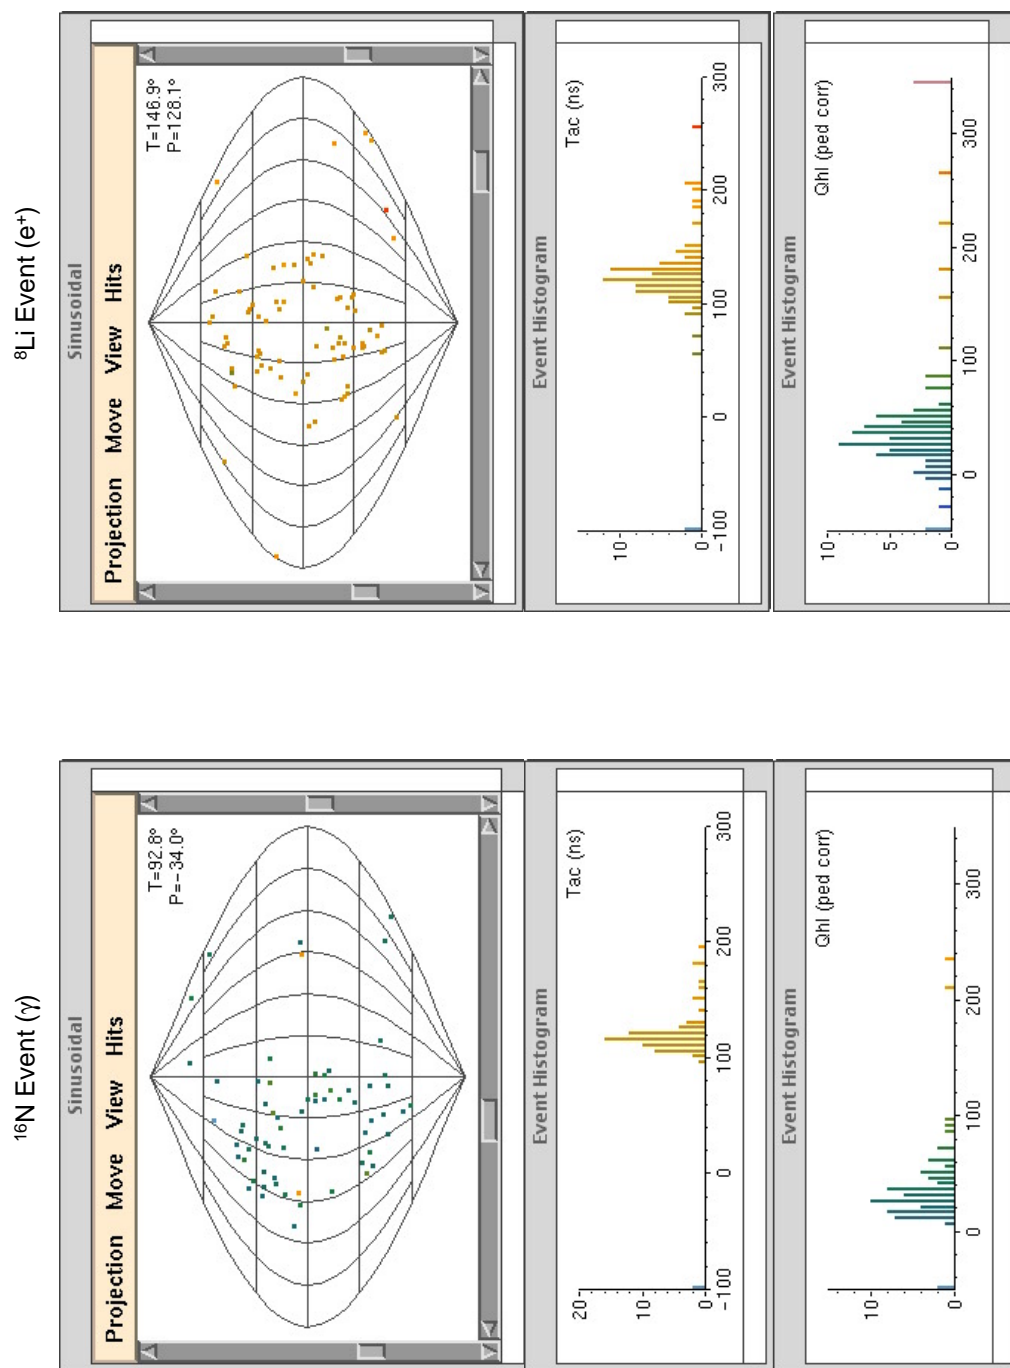 ⁸Li Event (e⁺)
Sinusoidal
Projection Move View Hits
T=146.9°
P=128.1°
Event Histogram
Tac (ns)
10
0
-100 0 100 200 300
Event Histogram
Qhl (ped corr)
10
5
0
0 100 200 300
¹⁶N Event (γ)
Sinusoidal
Projection Move View Hits
T=92.8°
P=-34.0°
Event Histogram
Tac (ns)
20
10
0
-100 0 100 200 300
Event Histogram
Qhl (ped corr)
10
0
0 100 200 300